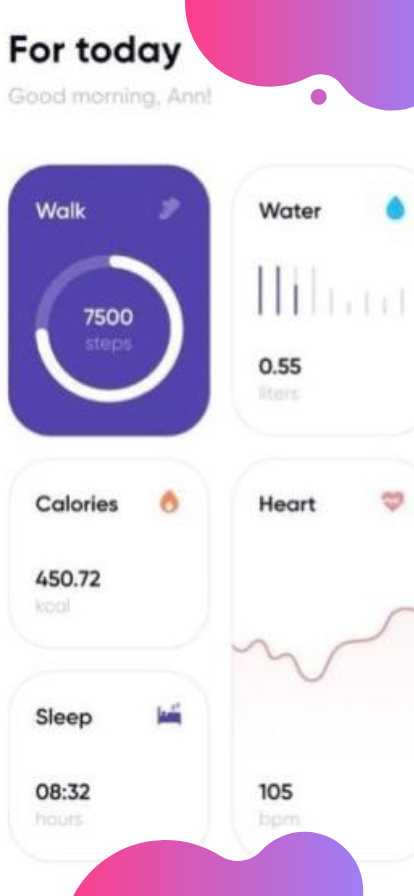 For today
Good morning, Ann!
Walk
7500
steps
Water
0.55
liters
Calories
450.72
kcal
Heart
105
bpm
Sleep
08:32
hours